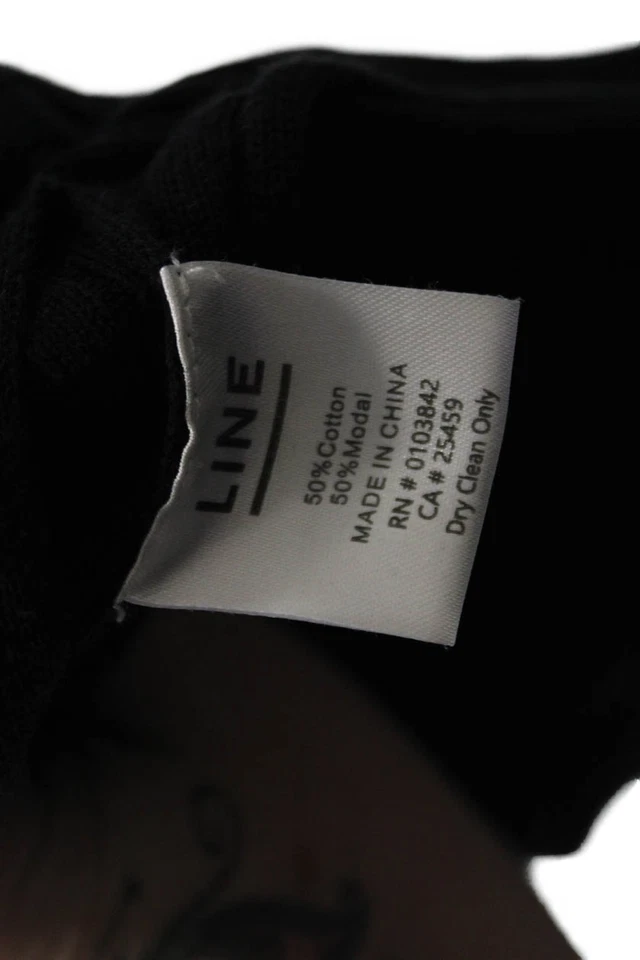 LINE
50%Cotton
50%Modal
MADE IN CHINA
RN # 0103842
CA # 25459
Dry Clean Only